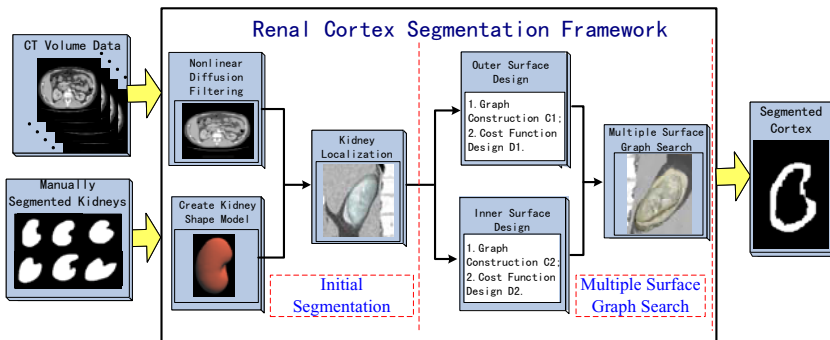 Renal Cortex Segmentation Framework
CT Volume Data
Manually
Segmented Kidneys
Nonlinear
Diffusion
Filtering
Create Kidney
Shape Model
Kidney
Localization
Initial
Segmentation
Outer Surface
Design
1. Graph
Construction C1;
2. Cost Function
Design D1.
Inner Surface
Design
1. Graph
Construction C2;
2. Cost Function
Design D2.
Multiple Surface
Graph Search
Multiple Surface
Graph Search
Segmented
Cortex